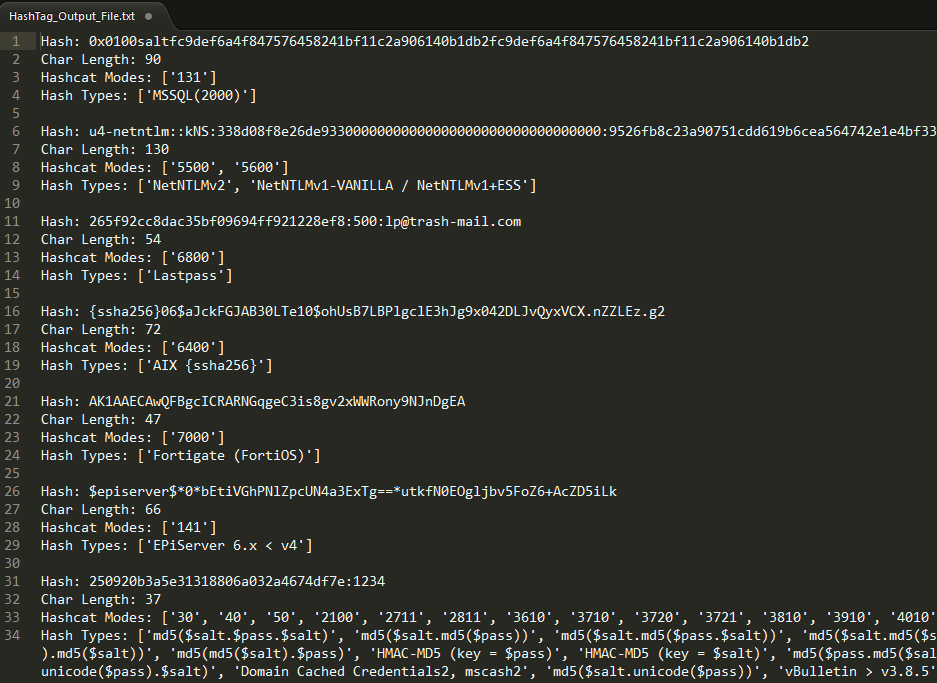 HashTag_Output_File.txt
1 Hash: 0x0100saltfc9def6a4f847576458241bf11c2a906140b1db2fc9def6a4f847576458241bf11c2a906140b1db2
2 Char Length: 90
3 Hashcat Modes: ['131']
4 Hash Types: ['MSSQL(2000)']
5
6 Hash: u4-netntlm::kNS:338d08f8e26de93300000000000000000000000000000000:9526fb8c23a90751cdd619b6cea564742e1e4bf33
7 Char Length: 130
8 Hashcat Modes: ['5500', '5600']
9 Hash Types: ['NetNTLMv2', 'NetNTLMv1-VANILLA / NetNTLMv1+ESS']
10
11 Hash: 265f92cc8dac35bf09694ff921228ef8:500:lp@trash-mail.com
12 Char Length: 54
13 Hashcat Modes: ['6800']
14 Hash Types: ['Lastpass']
15
16 Hash: {ssha256}06$aJckFGJAB30LTe10$ohUsB7LBPlgclE3hJg9x042DLJvQyxVCX.nZZLEz.g2
17 Char Length: 72
18 Hashcat Modes: ['6400']
19 Hash Types: ['AIX {ssha256}']
20
21 Hash: AK1AAECAwQFBgcICRARNGqgeC3is8gv2xWWRony9NJnDgEA
22 Char Length: 47
23 Hashcat Modes: ['7000']
24 Hash Types: ['Fortigate (FortiOS)']
25
26 Hash: $episerver$*0*bEtiVGhPNlZpcUN4a3ExTg==*utkfN0EOgljbv5FoZ6+AcZD5iLk
27 Char Length: 66
28 Hashcat Modes: ['141']
29 Hash Types: ['EPiServer 6.x < v4']
30
31 Hash: 250920b3a5e31318806a032a4674df7e:1234
32 Char Length: 37
33 Hashcat Modes: ['30', '40', '50', '2100', '2711', '2811', '3610', '3710', '3720', '3721', '3810', '3910', '4010'
34 Hash Types: ['md5($salt.$pass.$salt)', 'md5($salt.md5($pass))', 'md5($salt.md5($pass.$salt))', 'md5($salt.md5($s
).md5($salt))', 'md5(md5($salt).$pass)', 'HMAC-MD5 (key = $pass)', 'HMAC-MD5 (key = $salt)', 'md5($pass.md5($sal
unicode($pass).$salt)', 'Domain Cached Credentials2, mscash2', 'md5($salt.unicode($pass))', 'vBulletin > v3.8.5'